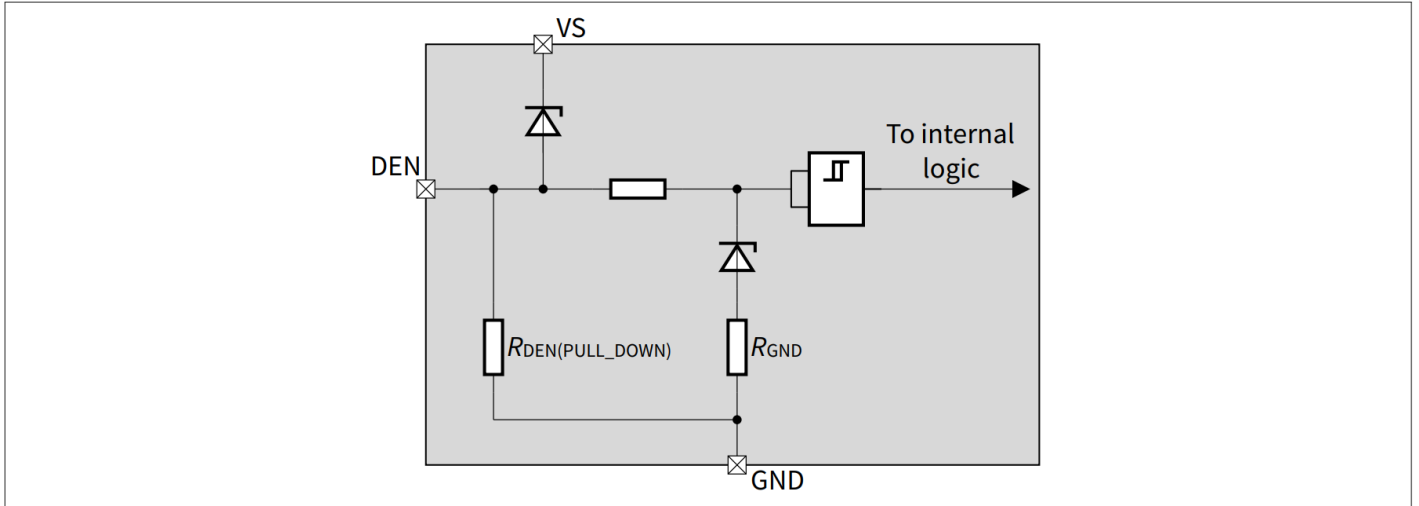 VS
DEN
To internal
logic
RDEN(PULL_DOWN)
RGND
GND